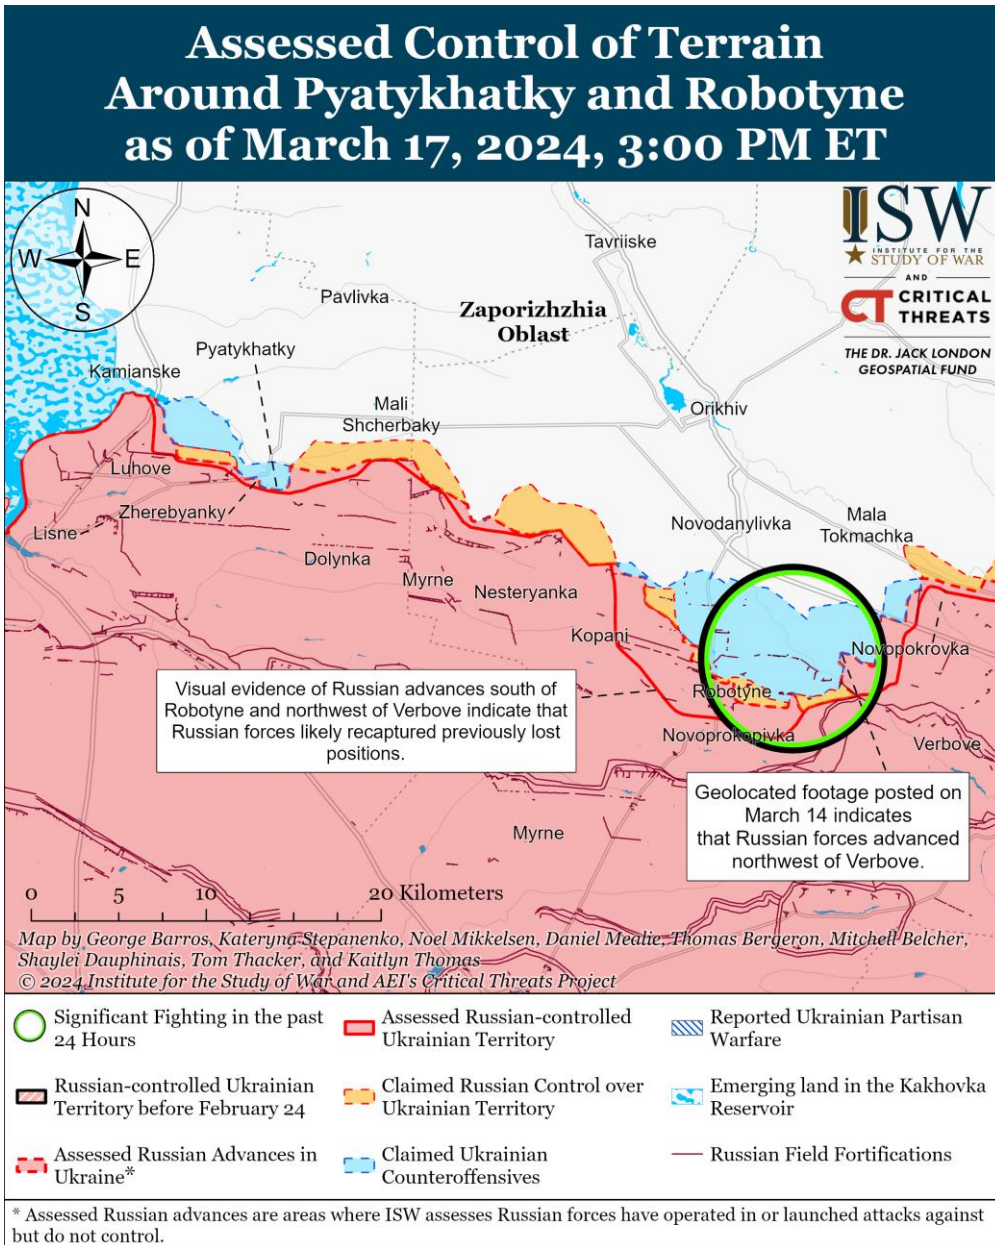 Assessed Control of Terrain
Around Pyatykhatky and Robotyne
as of March 17, 2024, 3:00 PM ET
N
W
E
S
ISW
INSTITUTE FOR THE
STUDY OF WAR
AND
CT CRITICAL
THREATS
THE DR. JACK LONDON
GEOSPATIAL FUND
Tavriiske
Pavlivka
Zaporizhzhia
Oblast
Pyatykhatky
Kamianske
Mali
Shcherbaky
Orikhiv
Luhove
Zherebyanky
Lisne
Novodanylivka
Mala
Tokmachka
Dolynka
Myrne
Nesteryanka
Kopani
Novopokrovka
Robotyne
Novoprokopivka
Verbove
Visual evidence of Russian advances south of
Robotyne and northwest of Verbove indicate that
Russian forces likely recaptured previously lost
positions.
Geolocated footage posted on
March 14 indicates
that Russian forces advanced
northwest of Verbove.
Myrne
0 5 10 20 Kilometers
Map by George Barros, Kateryna Stepanenko, Noel Mikkelsen, Daniel Mealie, Thomas Bergeron, Mitchell Belcher,
Shaylei Dauphinais, Tom Thacker, and Kaitlyn Thomas
© 2024 Institute for the Study of War and AEI's Critical Threats Project
Significant Fighting in the past
24 Hours
Assessed Russian-controlled
Ukrainian Territory
Reported Ukrainian Partisan
Warfare
Russian-controlled Ukrainian
Territory before February 24
Claimed Russian Control over
Ukrainian Territory
Emerging land in the Kakhovka
Reservoir
Assessed Russian Advances in
Ukraine*
Claimed Ukrainian
Counteroffensives
Russian Field Fortifications
* Assessed Russian advances are areas where ISW assesses Russian forces have operated in or launched attacks against
but do not control.